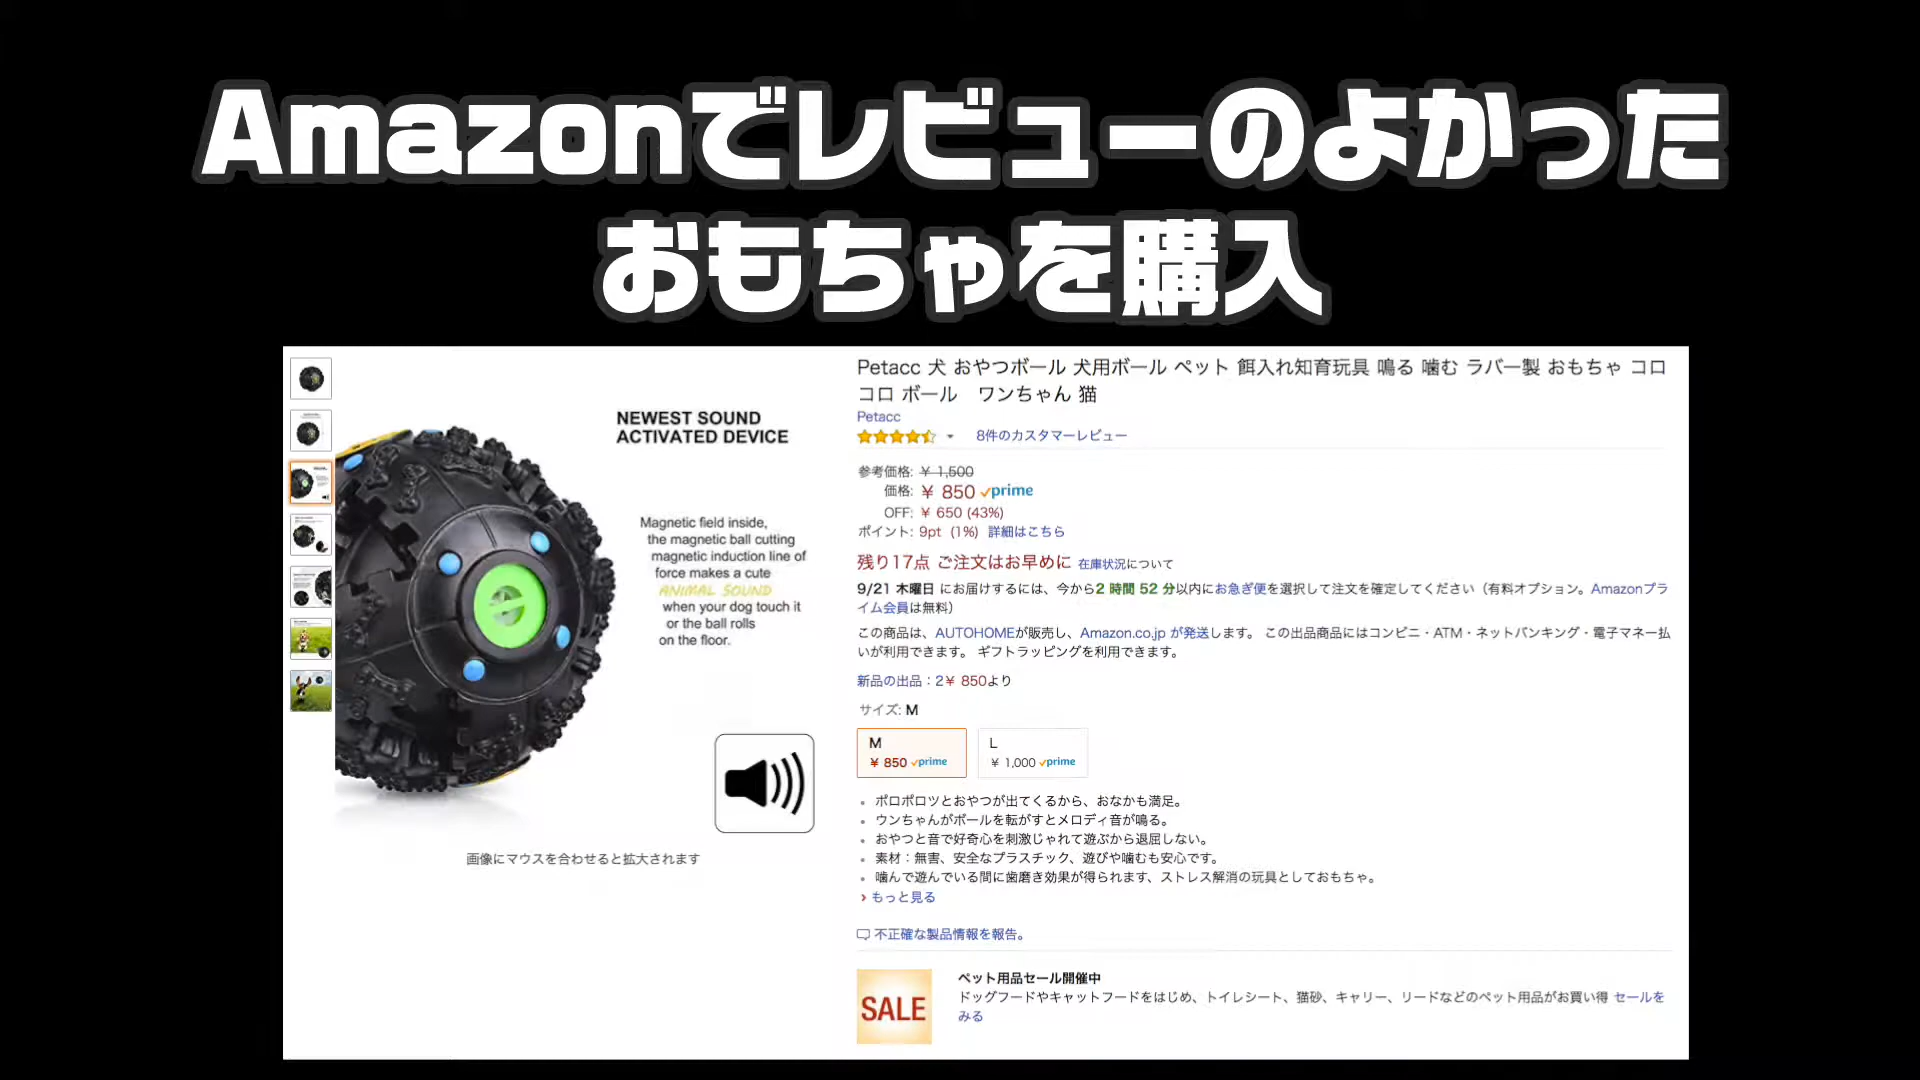 Amazonでレビューのよかった
おもちゃを購入
NEWEST SOUND
ACTIVATED DEVICE
Magnetic field inside,
the magnetic ball cutting
magnetic induction line of
force makes a cute
ANIMAL SOUND
when your dog touch it
or the ball rolls
on the floor.
画像にマウスを合わせると拡大されます
Petacc 犬 おやつボール 犬用ボール ペット 餌入れ知育玩具 鳴る 噛む ラバー製 おもちゃ コロ
コロ ボール　ワンちゃん 猫
Petacc
8件のカスタマーレビュー
参考価格: ￥ 1,500
価格: ￥ 850 prime
OFF: ￥ 650 (43%)
ポイント: 9pt (1%) 詳細はこちら
残り17点 ご注文はお早めに 在庫状況について
9/21 木曜日 にお届けするには、今から2 時間 52 分以内にお急ぎ便を選択して注文を確定してください（有料オプション。Amazonプラ
イム会員は無料）
この商品は、AUTOHOMEが販売し、Amazon.co.jp が発送します。 この出品商品にはコンビニ・ATM・ネットバンキング・電子マネー払
いが利用できます。 ギフトラッピングを利用できます。
新品の出品：2￥ 850より
サイズ: M
M
￥ 850 prime
L
￥ 1,000 prime
ポロポロツとおやつが出てくるから、おなかも満足。
ウンちゃんがボールを転がすとメロディ音が鳴る。
おやつと音で好奇心を刺激じゃれて遊ぶから退屈しない。
素材：無害、安全なプラスチック、遊びや噛むも安心です。
噛んで遊んでいる間に歯磨き効果が得られます、ストレス解消の玩具としておもちゃ。
› もっと見る
不正確な製品情報を報告。
SALE
ペット用品セール開催中
ドッグフードやキャットフードをはじめ、トイレシート、猫砂、キャリー、リードなどのペット用品がお買い得 セールを
みる